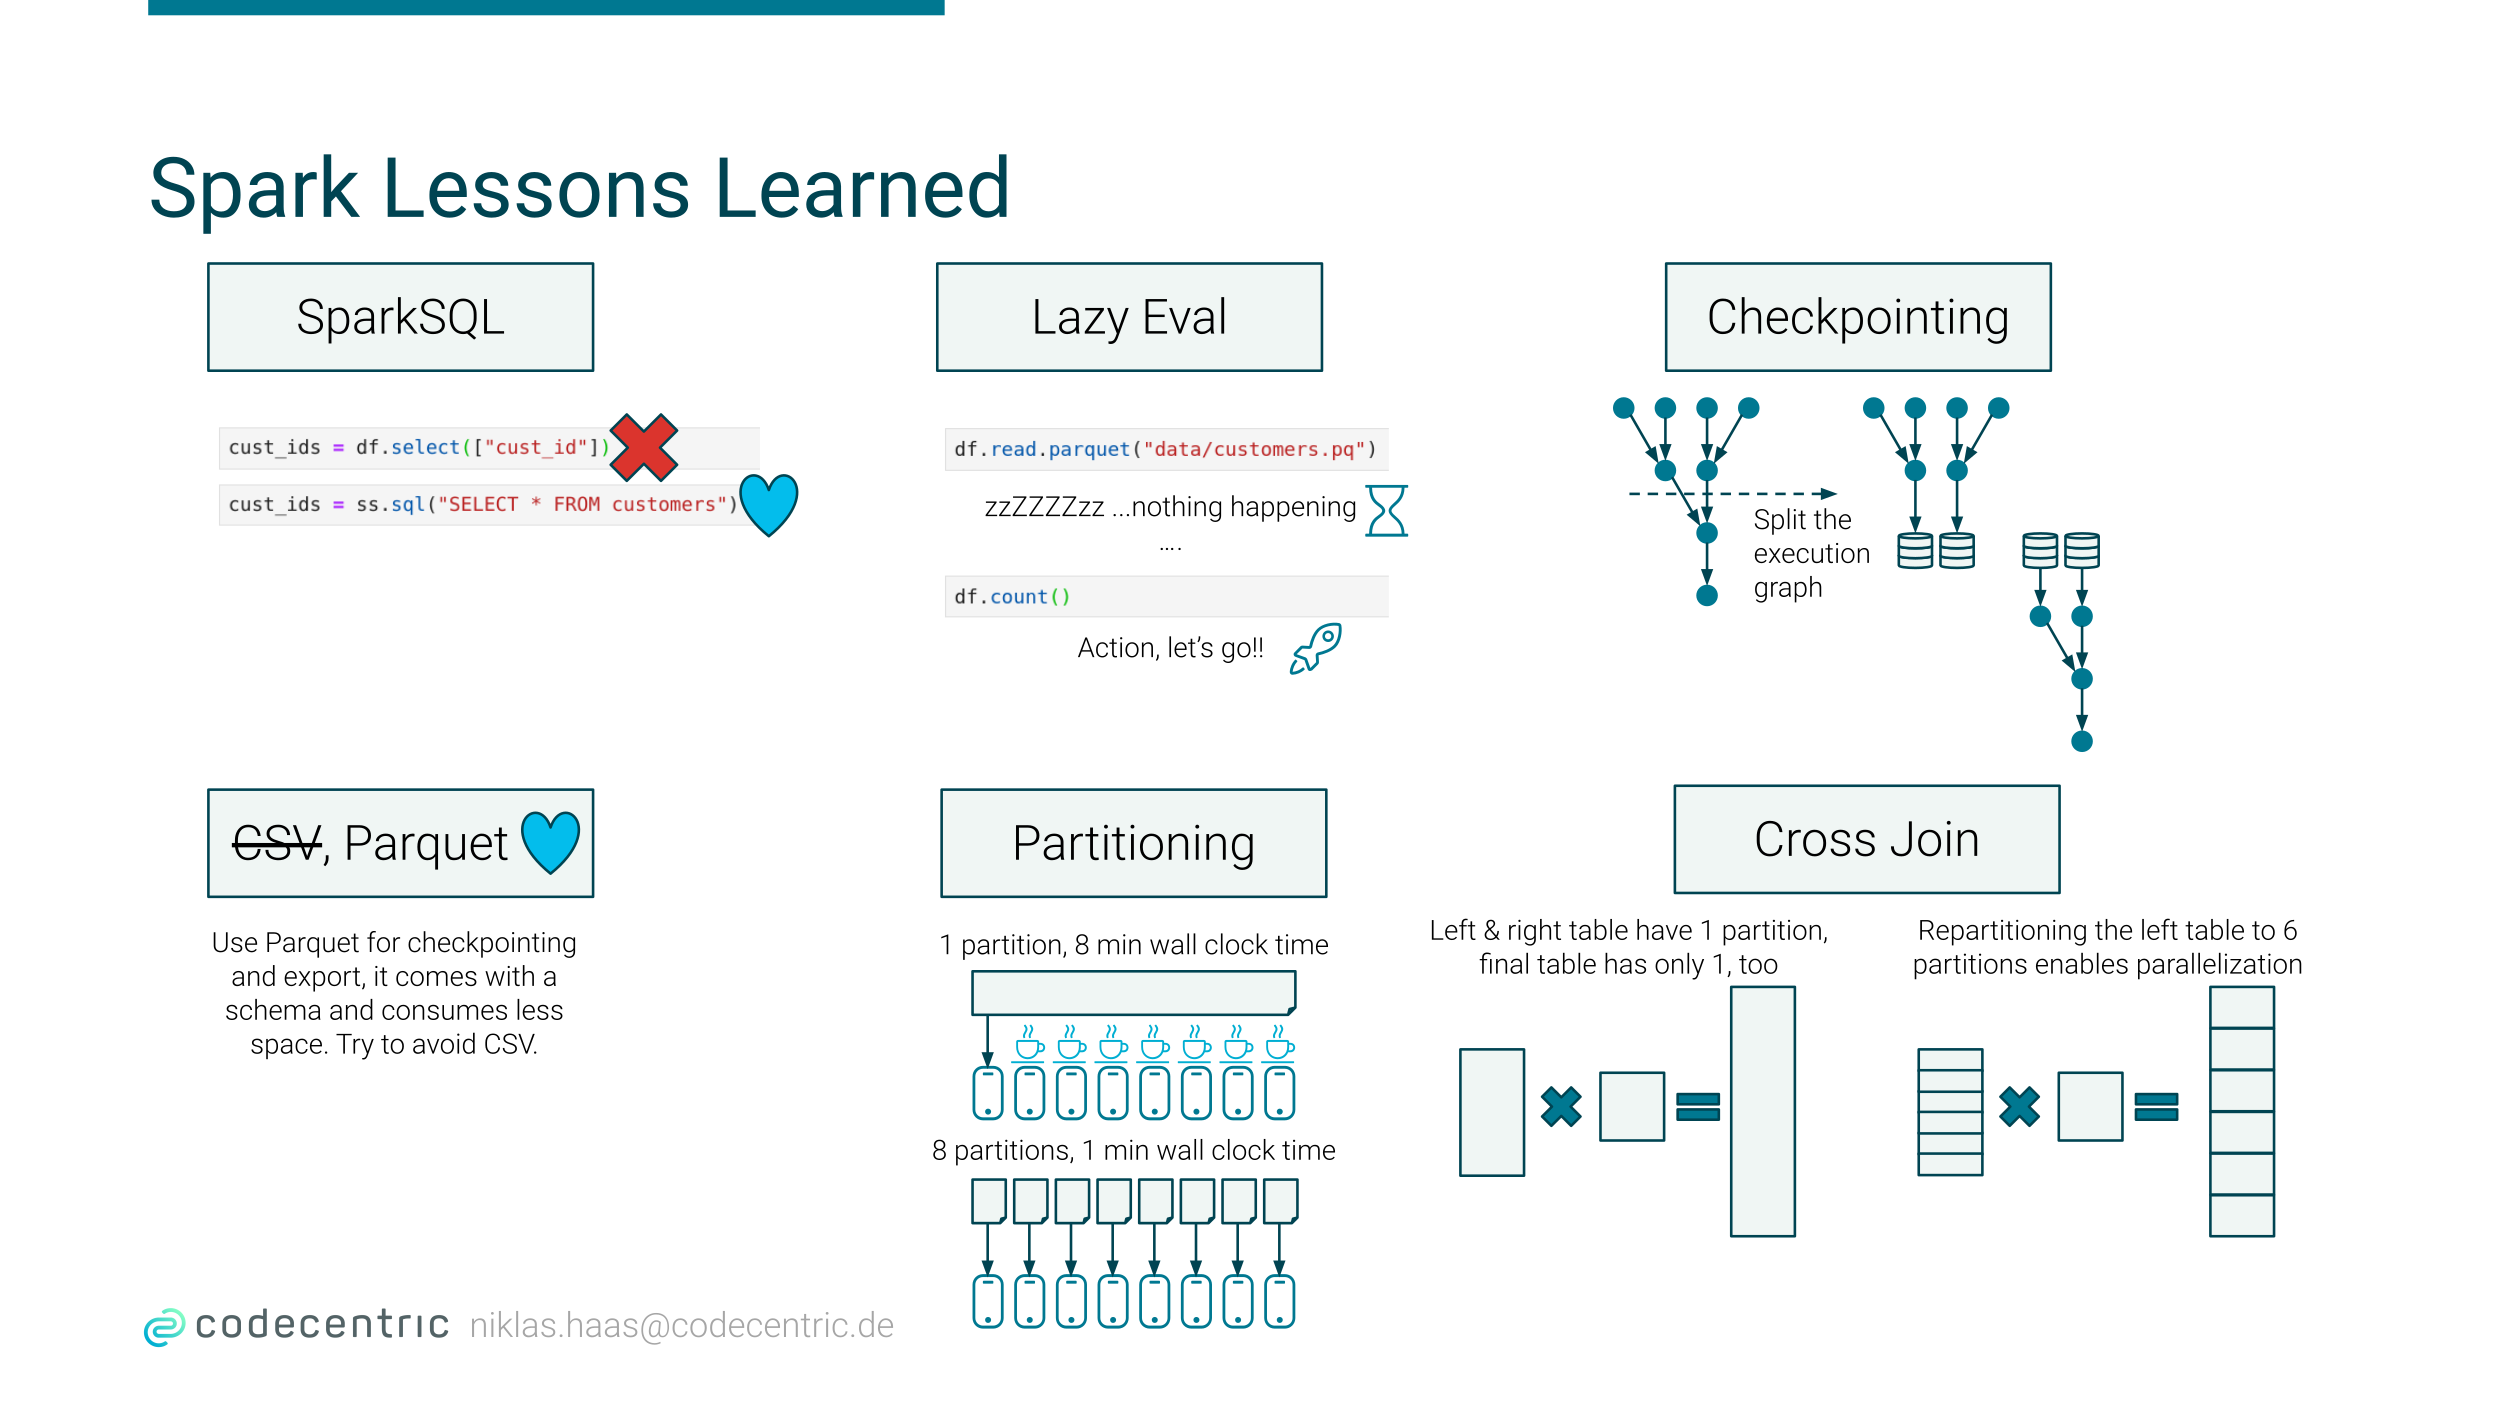 Spark Lessons Learned
SparkSQL
cust_ids = df.select(["cust_id"])
cust_ids = ss.sql("SELECT * FROM customers")
Lazy Eval
df.read.parquet("data/customers.pq")
zzZZZZzz ...nothing happening
....
df.count()
Action, let's go!!
Checkpointing
Split the
execution
graph
CSV, Parquet
Use Parquet for checkpointing
and export, it comes with a
schema and consumes less
space. Try to avoid CSV.
Partitioning
1 partition, 8 min wall clock time
8 partitions, 1 min wall clock time
Cross Join
Left & right table have 1 partition,
final table has only 1, too
Repartitioning the left table to 6
partitions enables parallelization
codecentric
niklas.haas@codecentric.de